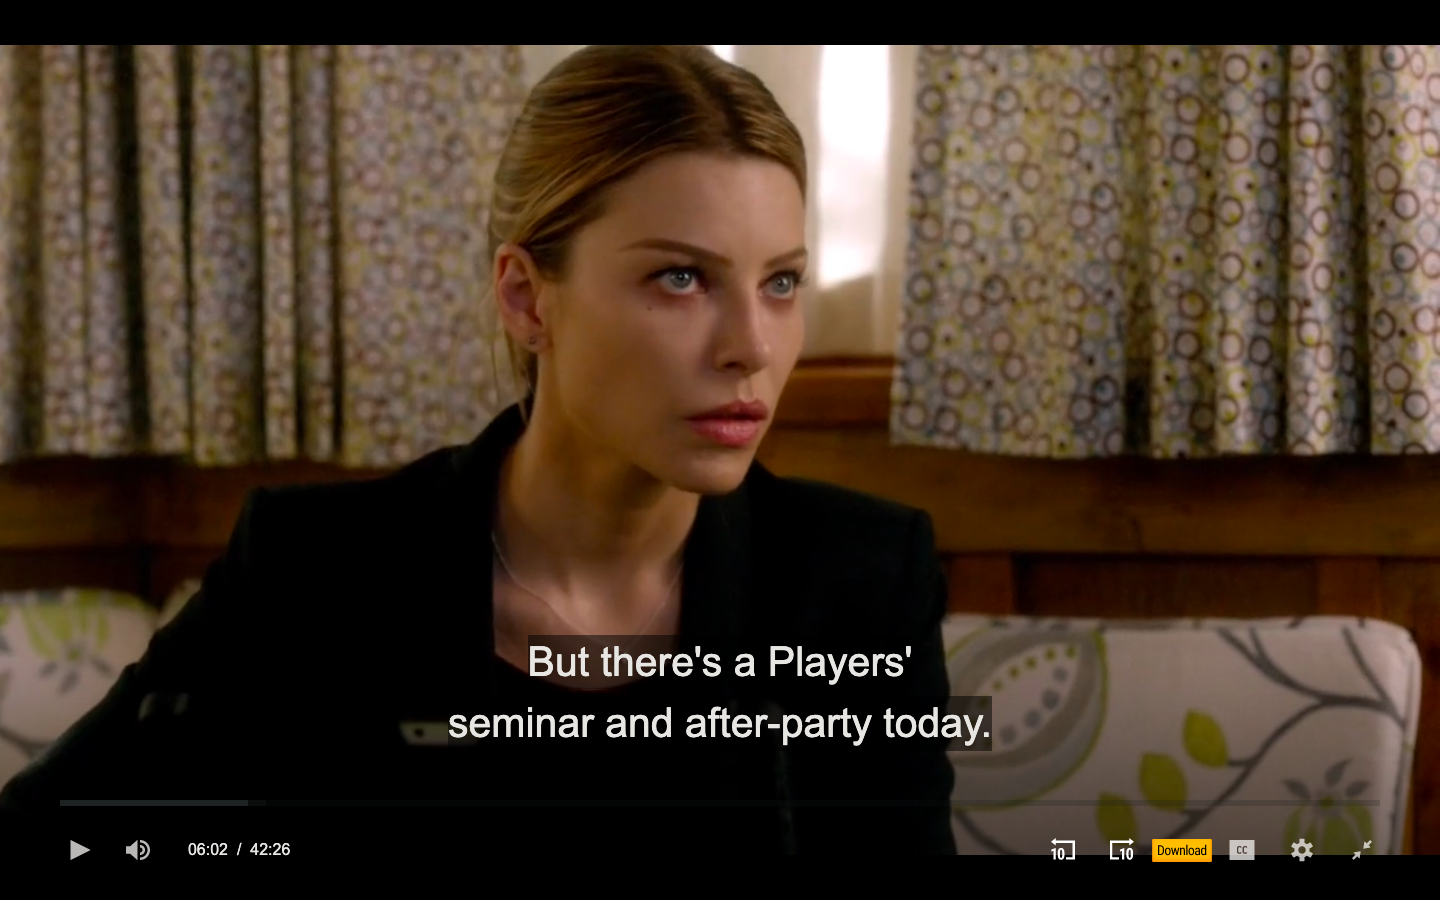 But there's a Players'
seminar and after-party today.
06:02 / 42:26
10
10
Download
CC